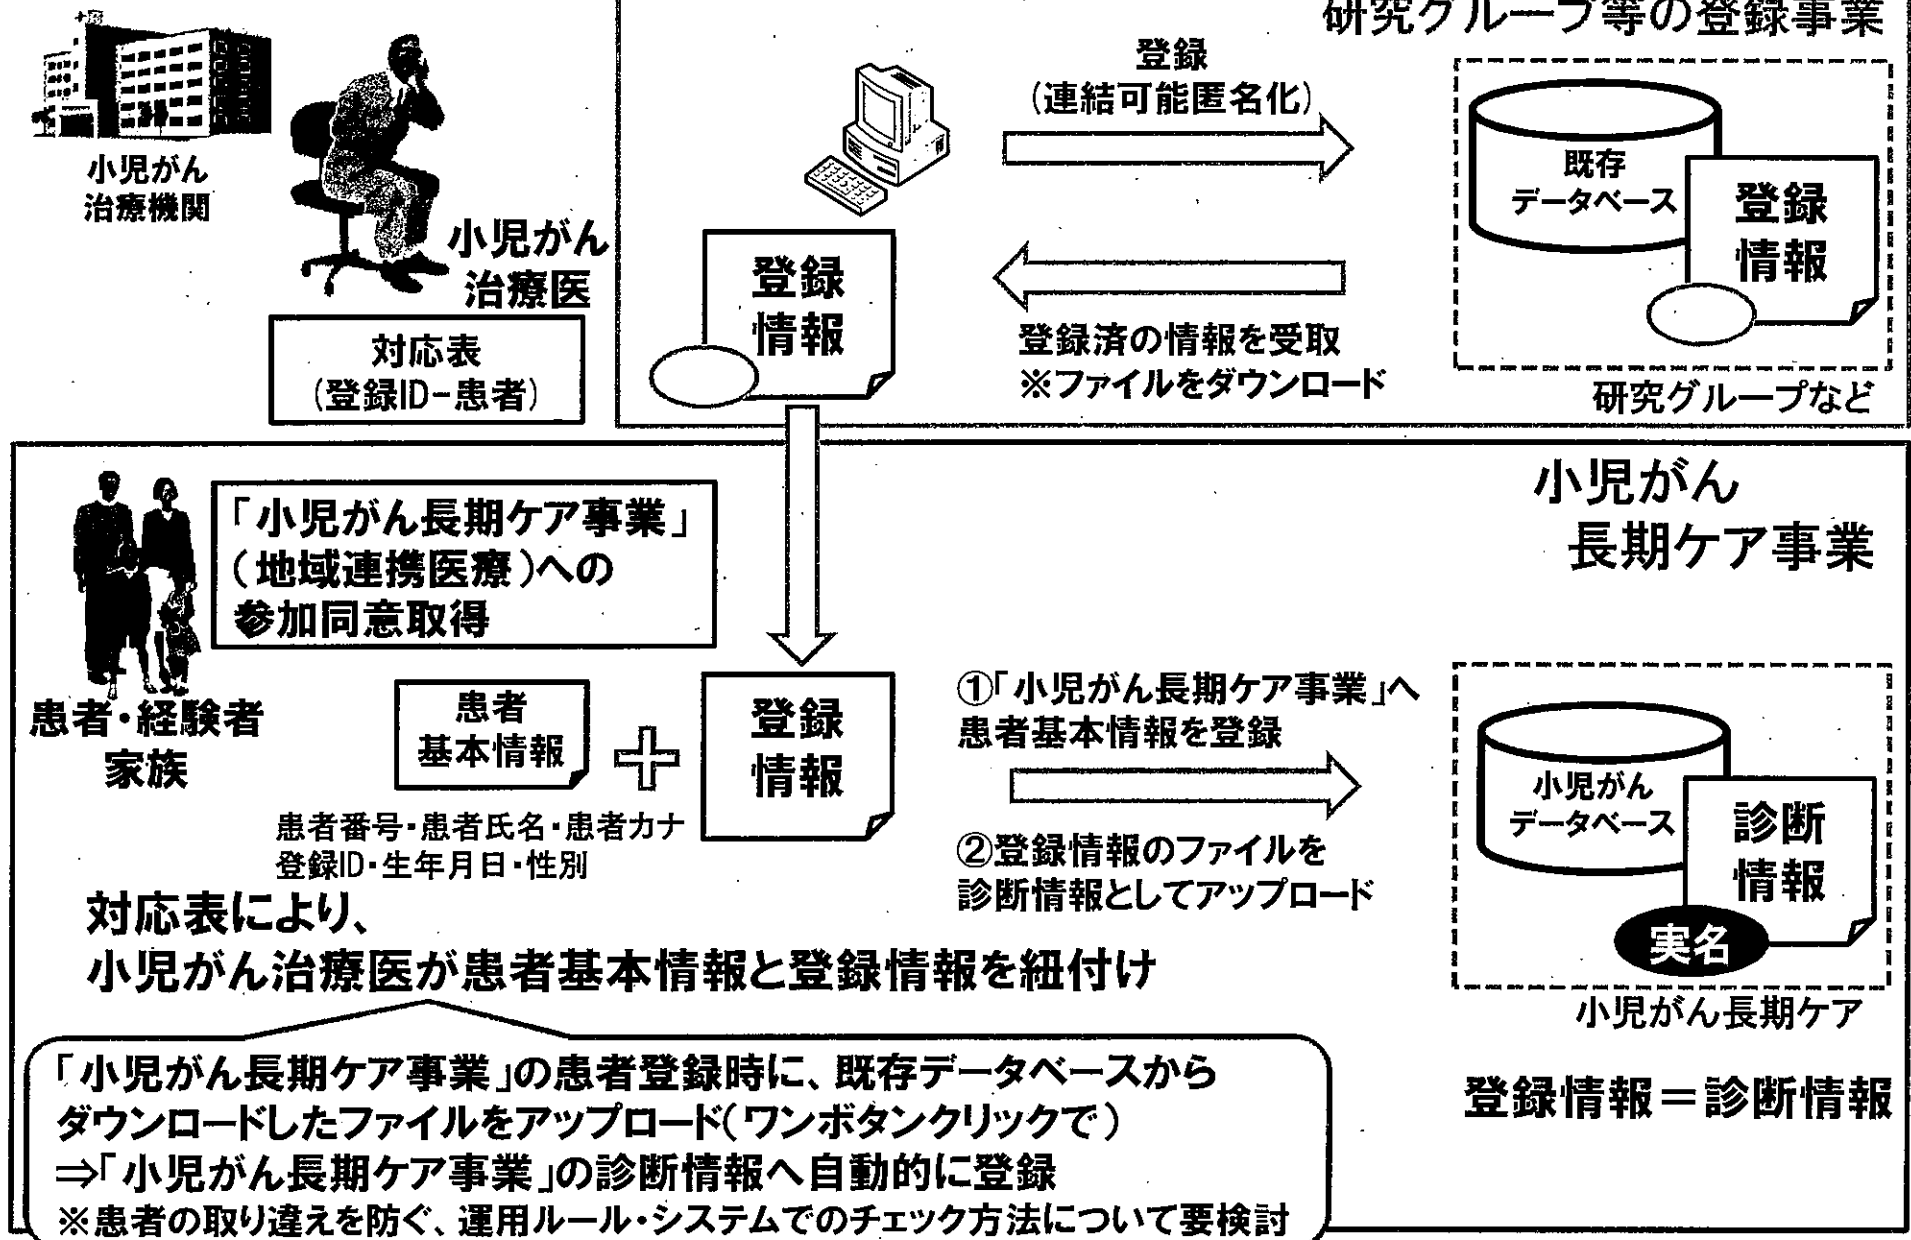 研究グループ等の登録事業
小児がん
治療機関
小児がん
治療医
対応表
(登録ID-患者)
登録
(連結可能匿名化)
既存
データベース
登録
情報
登録
情報
登録済の情報を受取
※ファイルをダウンロード
研究グループなど
小児がん
長期ケア事業
「小児がん長期ケア事業」
(地域連携医療)への
参加同意取得
患者・経験者
家族
患者
基本情報
登録
情報
患者番号・患者氏名・患者カナ
登録ID・生年月日・性別
①「小児がん長期ケア事業」へ
患者基本情報を登録
②登録情報のファイルを
診断情報としてアップロード
小児がん
データベース
診断
情報
実名
小児がん長期ケア
対応表により、
小児がん治療医が患者基本情報と登録情報を紐付け
「小児がん長期ケア事業」の患者登録時に、既存データベースから
ダウンロードしたファイルをアップロード(ワンボタンクリックで)
⇒「小児がん長期ケア事業」の診断情報へ自動的に登録
※患者の取り違えを防ぐ、運用ルール・システムでのチェック方法について要検討
登録情報=診断情報